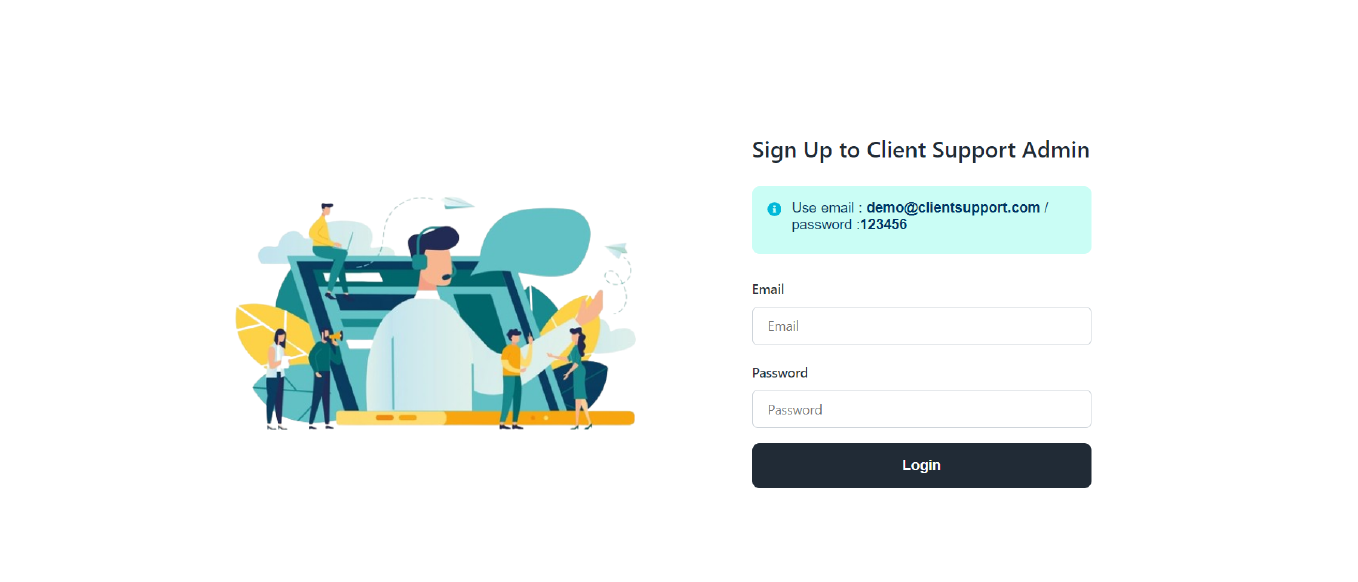 Sign Up to Client Support Admin
Use email : demo@clientsupport.com /
password :123456
Email
Email
Password
Password
Login